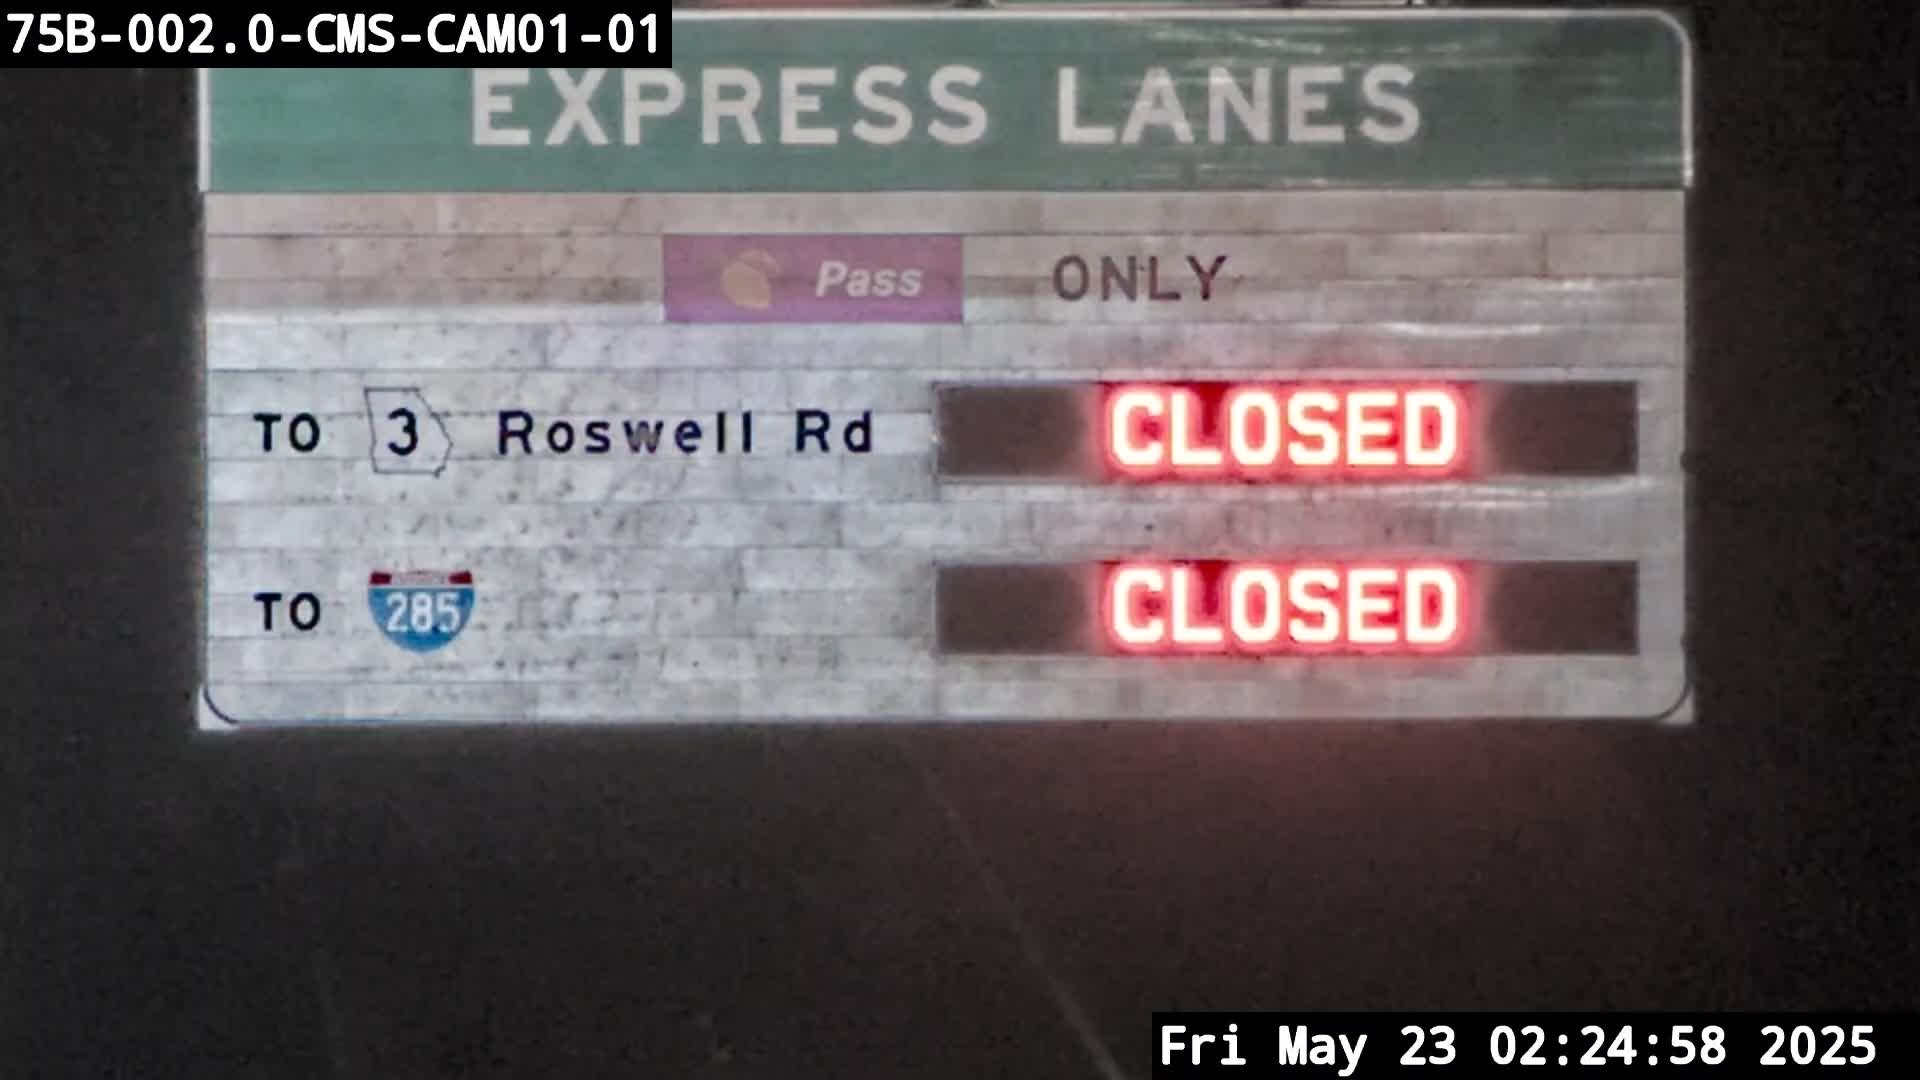 75B-002.0-CMS-CAM01-01
EXPRESS LANES
Pass ONLY
TO 3 Roswell Rd CLOSED
TO 285 CLOSED
Fri May 23 02:24:58 2025